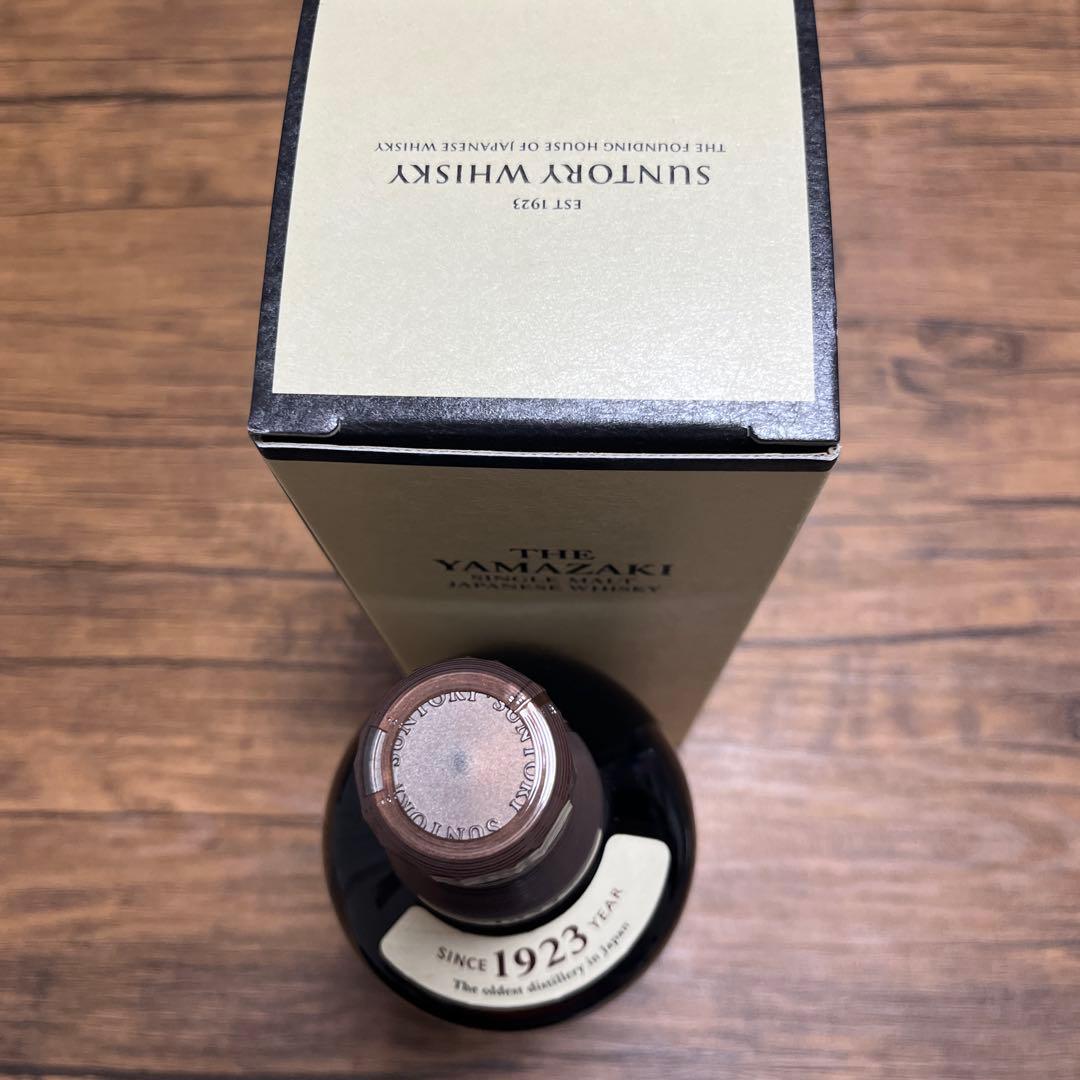 EST 1923
SUNTORY WHISKY
THE FOUNDING HOUSE OF JAPANESE WHISKY
THE
YAMAZAKI
SINGLE MALT
JAPANESE WHISKY
SUNTORY SUNTORY SUNTORY
SINCE 1923 YEAR
The oldest distillery in Japan